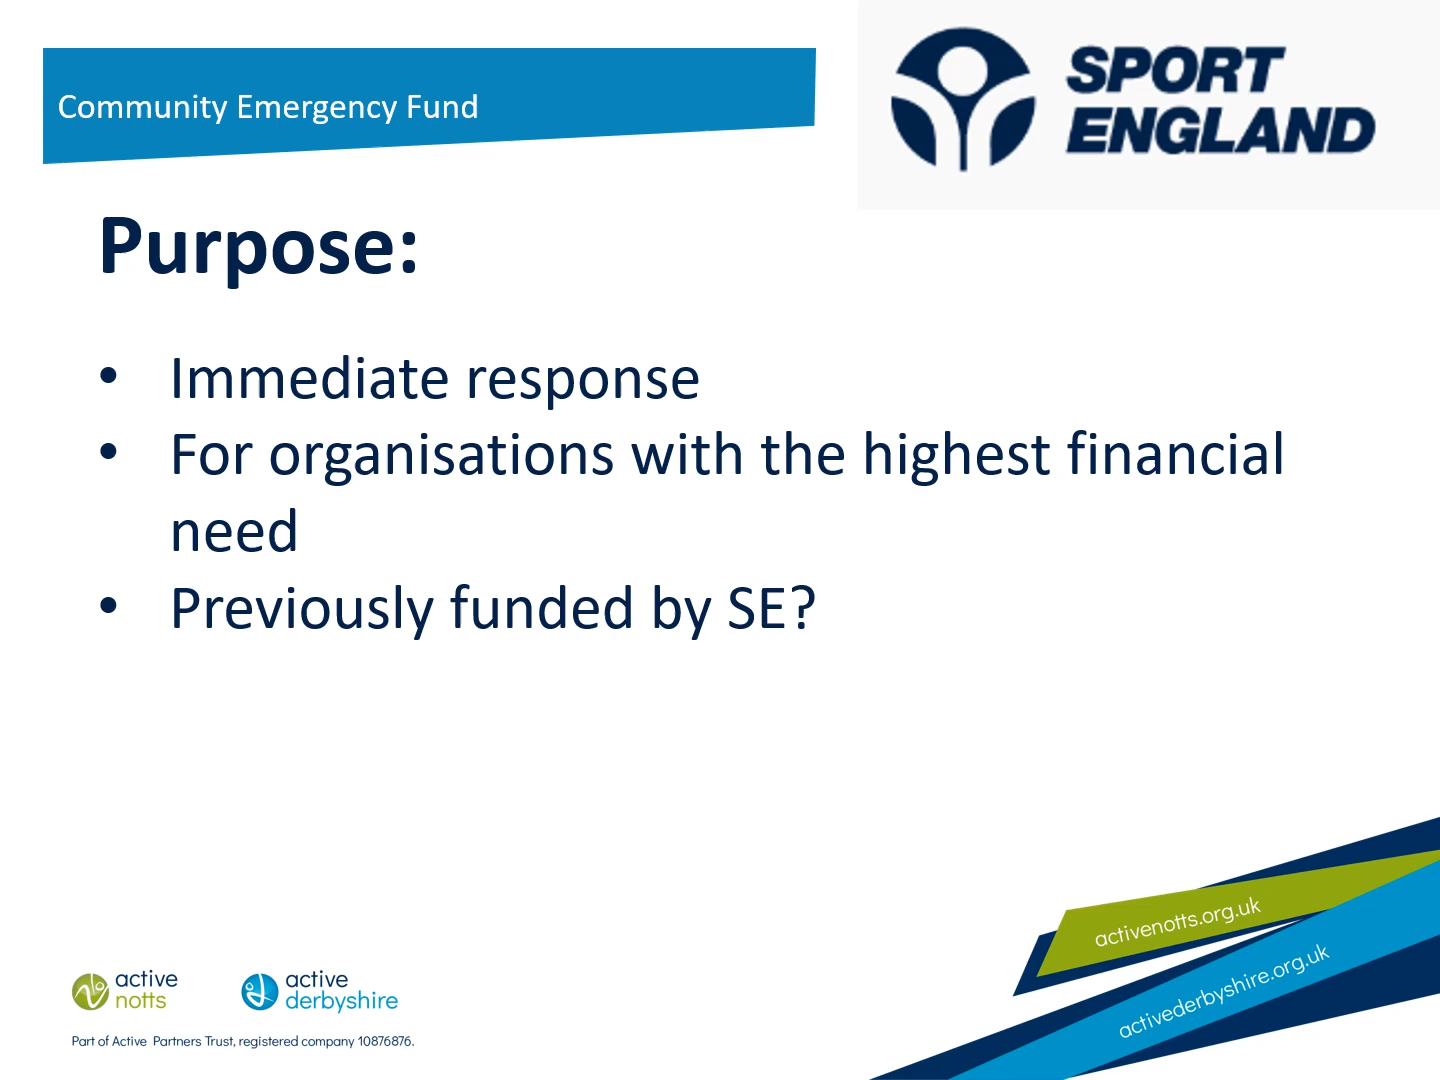 Community Emergency Fund
SPORT
ENGLAND
Purpose:
• Immediate response
• For organisations with the highest financial
need
• Previously funded by SE?
activenotts.org.uk
activederbyshire.org.uk
active
notts
active
derbyshire
Part of Active Partners Trust, registered company 10876876.